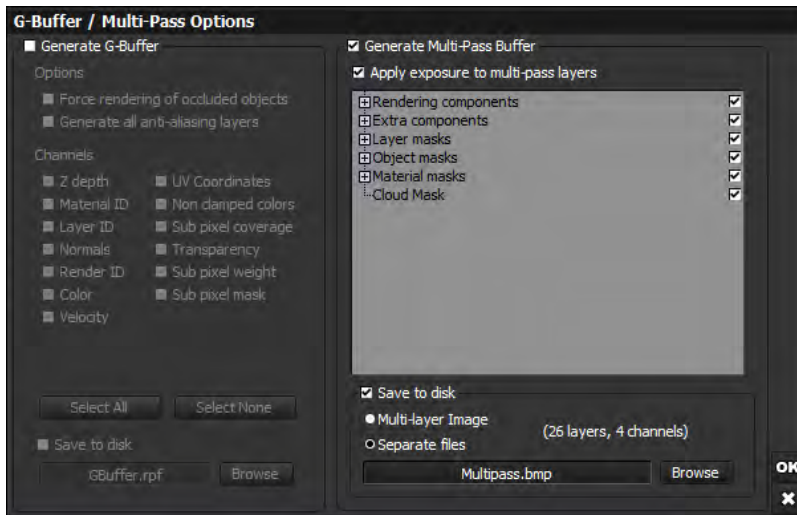 G-Buffer / Multi-Pass Options
Generate G-Buffer
Options
Force rendering of occluded objects
Generate all anti-aliasing layers
Channels
Z depth
UV Coordinates
Material ID
Non clamped colors
Layer ID
Sub pixel coverage
Normals
Transparency
Render ID
Sub pixel weight
Color
Sub pixel mask
Velocity
Select All
Select None
Save to disk
GBuffer.rpf
Browse
Generate Multi-Pass Buffer
Apply exposure to multi-pass layers
Rendering components
Extra components
Layer masks
Object masks
Material masks
Cloud Mask
Save to disk
Multi-layer Image
Separate files
(26 layers, 4 channels)
Multipass.bmp
Browse
OK